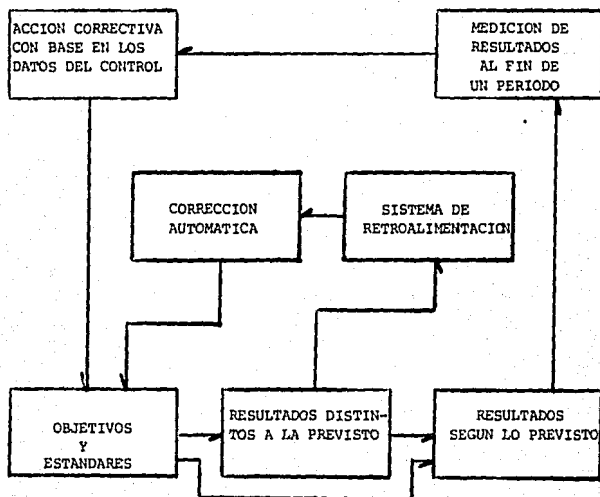 ACCION CORRECTIVA
CON BASE EN LOS
DATOS DEL CONTROL
MEDICION DE
RESULTADOS
AL FIN DE
UN PERIODO
CORRECCION
AUTOMATICA
SISTEMA DE
RETROALIMENTACION
OBJETIVOS
Y
ESTANDARES
RESULTADOS DISTIN-
TOS A LA PREVISTO
RESULTADOS
SEGUN LO PREVISTO